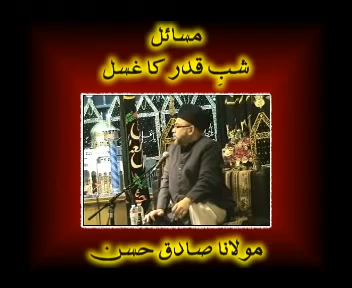 مسائل
شبِ قدر کا غسل
مولانا صادق حسن